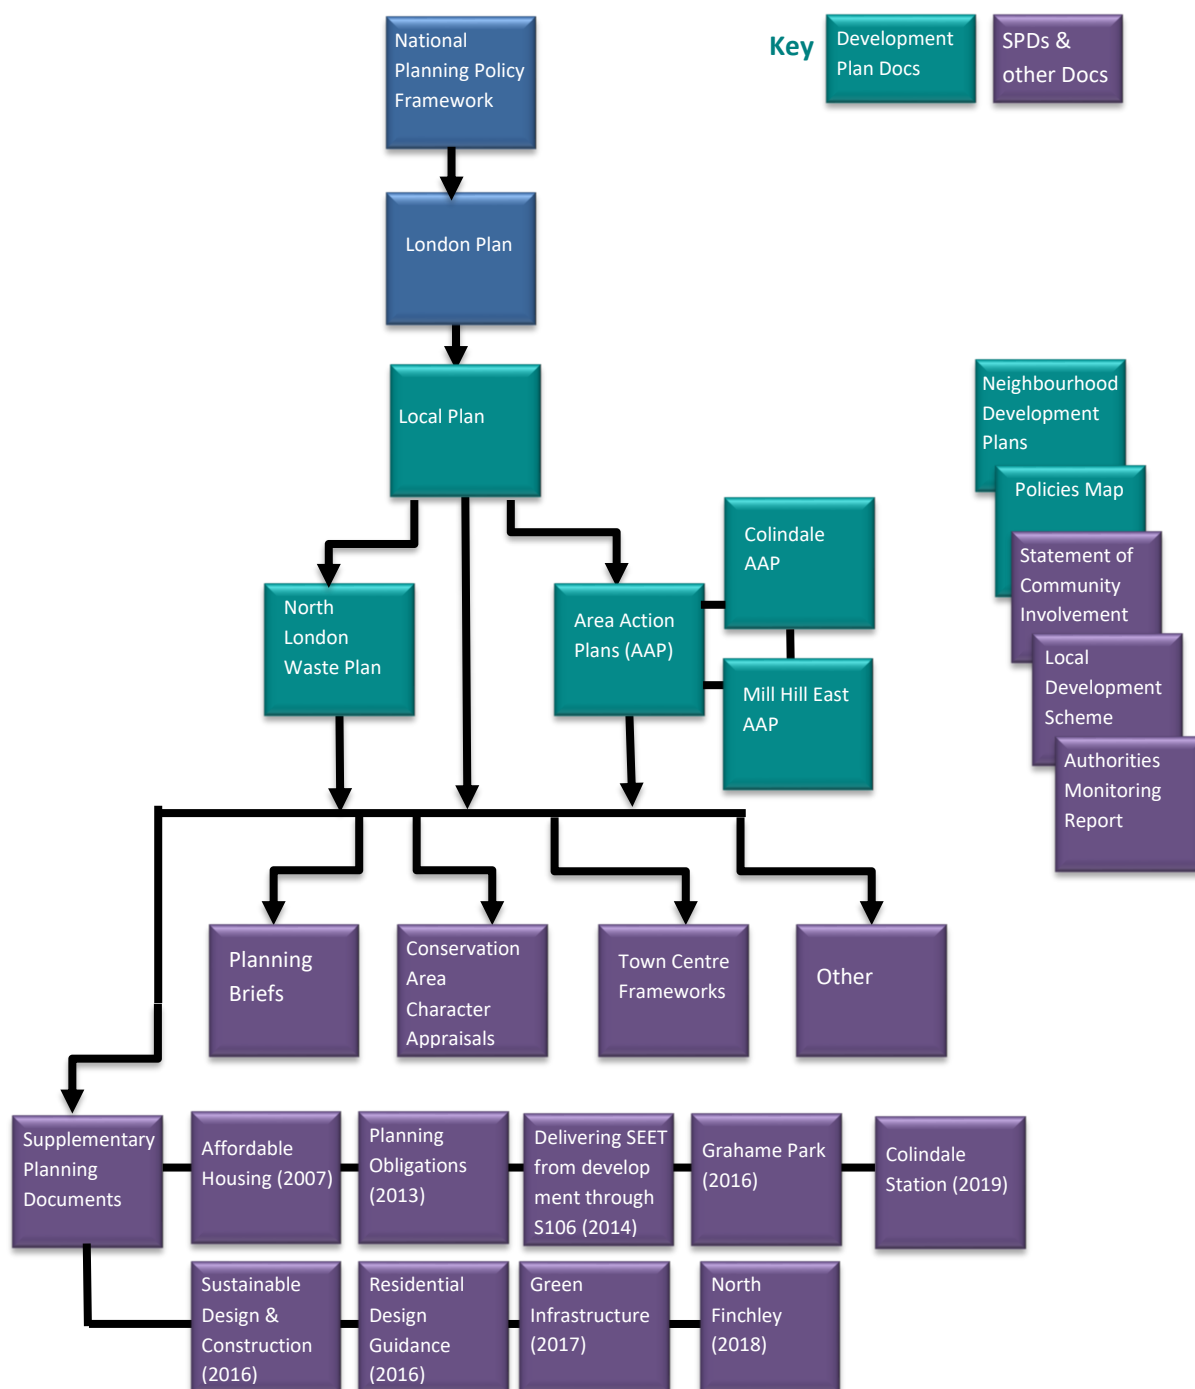 National
Planning Policy
Framework
Key
Development
Plan Docs
SPDs &
other Docs
London Plan
Local Plan
Neighbourhood
Development
Plans
Policies Map
Statement of
Community
Involvement
Local
Development
Scheme
Authorities
Monitoring
Report
North
London
Waste Plan
Area Action
Plans (AAP)
Colindale
AAP
Mill Hill East
AAP
Planning
Briefs
Conservation
Area
Character
Appraisals
Town Centre
Frameworks
Other
Supplementary
Planning
Documents
Affordable
Housing (2007)
Planning
Obligations
(2013)
Delivering SEET
from develop
ment through
S106 (2014)
Grahame Park
(2016)
Colindale
Station (2019)
Sustainable
Design &
Construction
(2016)
Residential
Design
Guidance
(2016)
Green
Infrastructure
(2017)
North
Finchley
(2018)